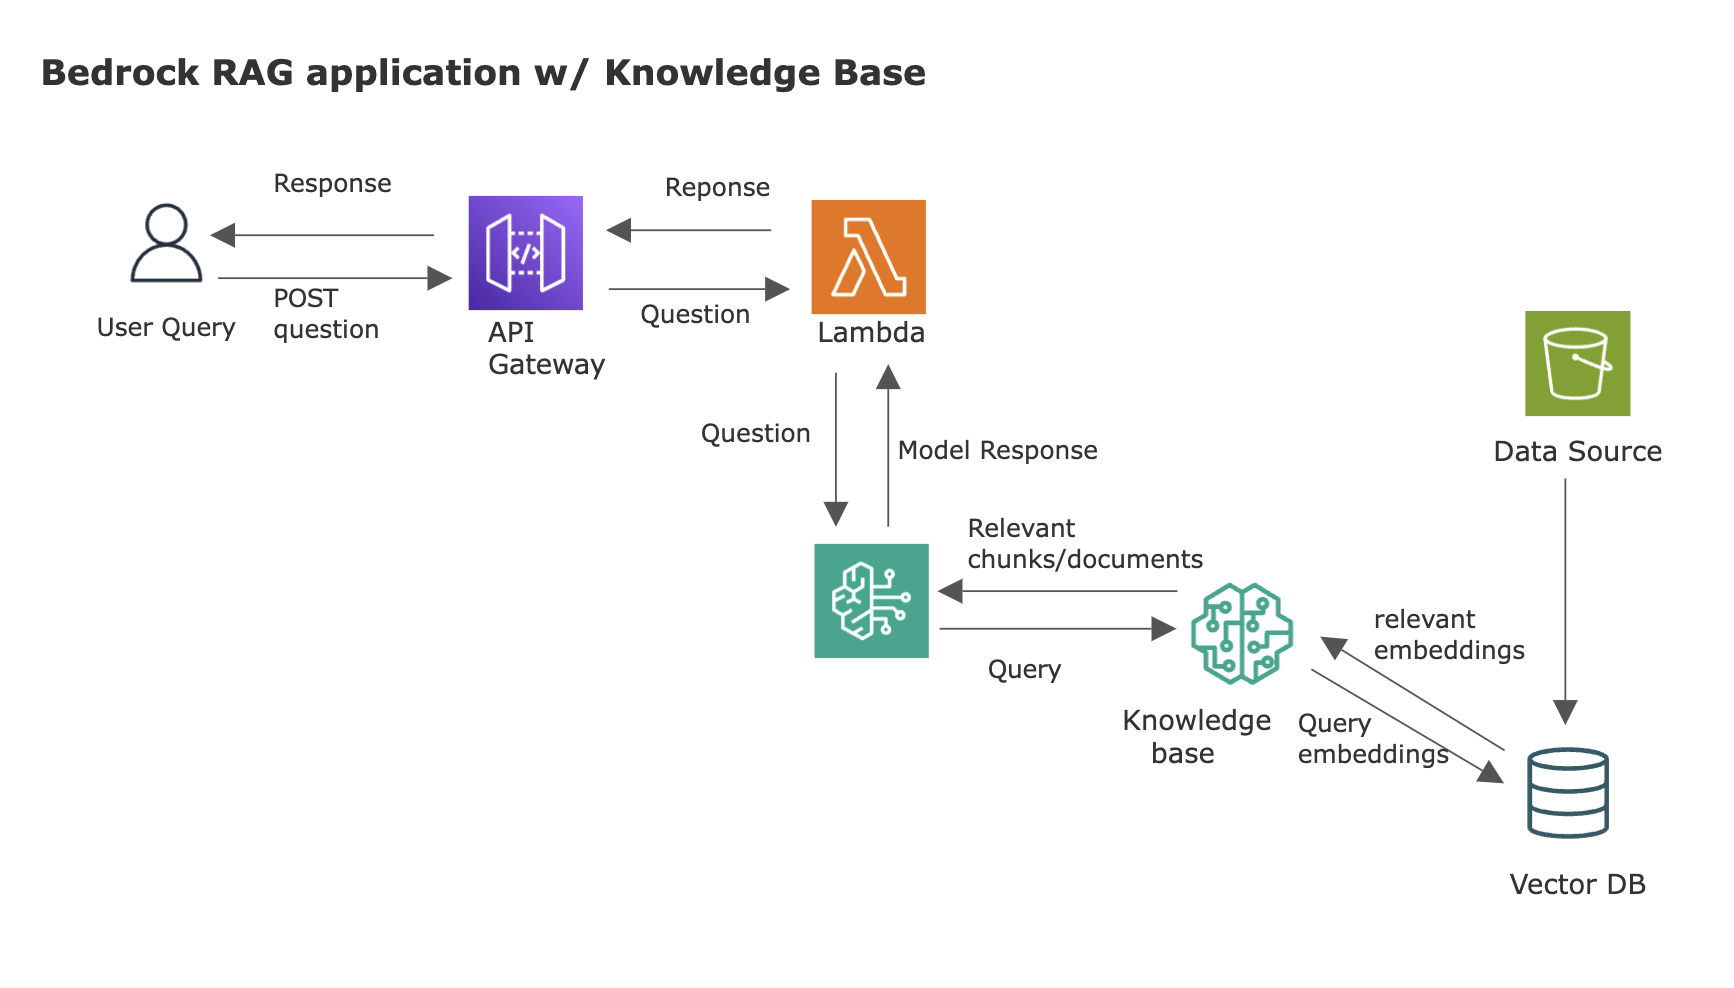 Bedrock RAG application w/ Knowledge Base
Response
Reponse
POST
question
User Query
Question
API
Gateway
Lambda
Question
Model Response
Data Source
Relevant
chunks/documents
Query
relevant
embeddings
Knowledge
base
Query
embeddings
Vector DB